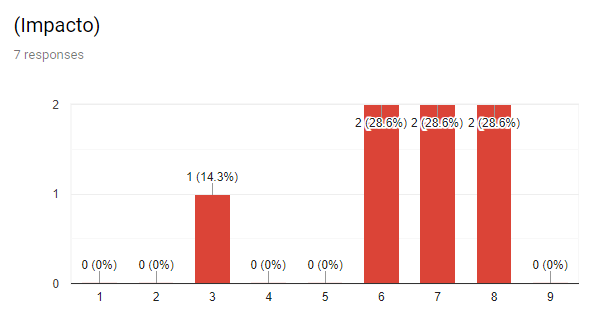 (Impacto)
7 responses
2
2 (28.6%) 2 (28.6%) 2 (28.6%)
1 (14.3%)
1
0 (0%) 0 (0%) 0 (0%) 0 (0%) 0 (0%)
0
1 2 3 4 5 6 7 8 9